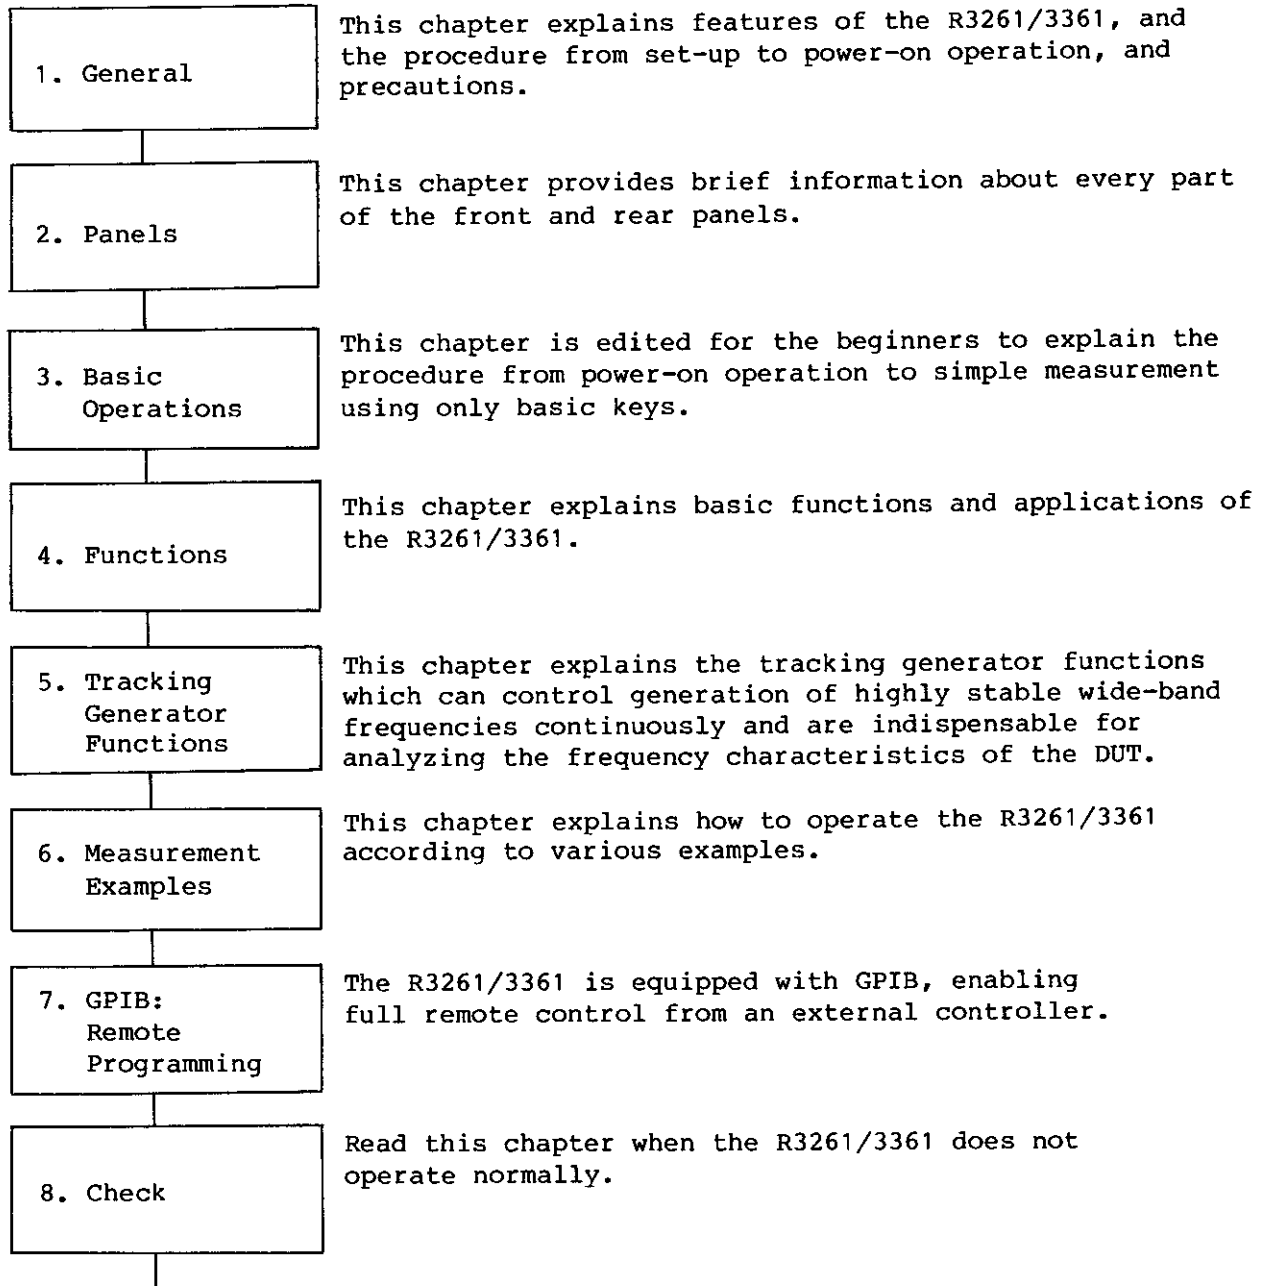 1. General
This chapter explains features of the R3261/3361, and
the procedure from set-up to power-on operation, and
precautions.
2. Panels
This chapter provides brief information about every part
of the front and rear panels.
3. Basic
Operations
This chapter is edited for the beginners to explain the
procedure from power-on operation to simple measurement
using only basic keys.
4. Functions
This chapter explains basic functions and applications of
the R3261/3361.
5. Tracking
Generator
Functions
This chapter explains the tracking generator functions
which can control generation of highly stable wide-band
frequencies continuously and are indispensable for
analyzing the frequency characteristics of the DUT.
6. Measurement
Examples
This chapter explains how to operate the R3261/3361
according to various examples.
7. GPIB:
Remote
Programming
The R3261/3361 is equipped with GPIB, enabling
full remote control from an external controller.
8. Check
Read this chapter when the R3261/3361 does not
operate normally.